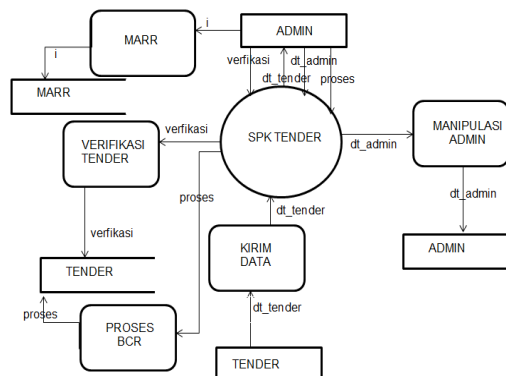 ADMIN
i
MARR
i
MARR
verfikasi
dt_admin
dt_tender
proses
SPK TENDER
verfikasi
VERIFIKASI
TENDER
dt_admin
MANIPULASI
ADMIN
dt_admin
ADMIN
proses
dt_tender
KIRIM
DATA
verfikasi
TENDER
proses
PROSES
BCR
dt_tender
TENDER